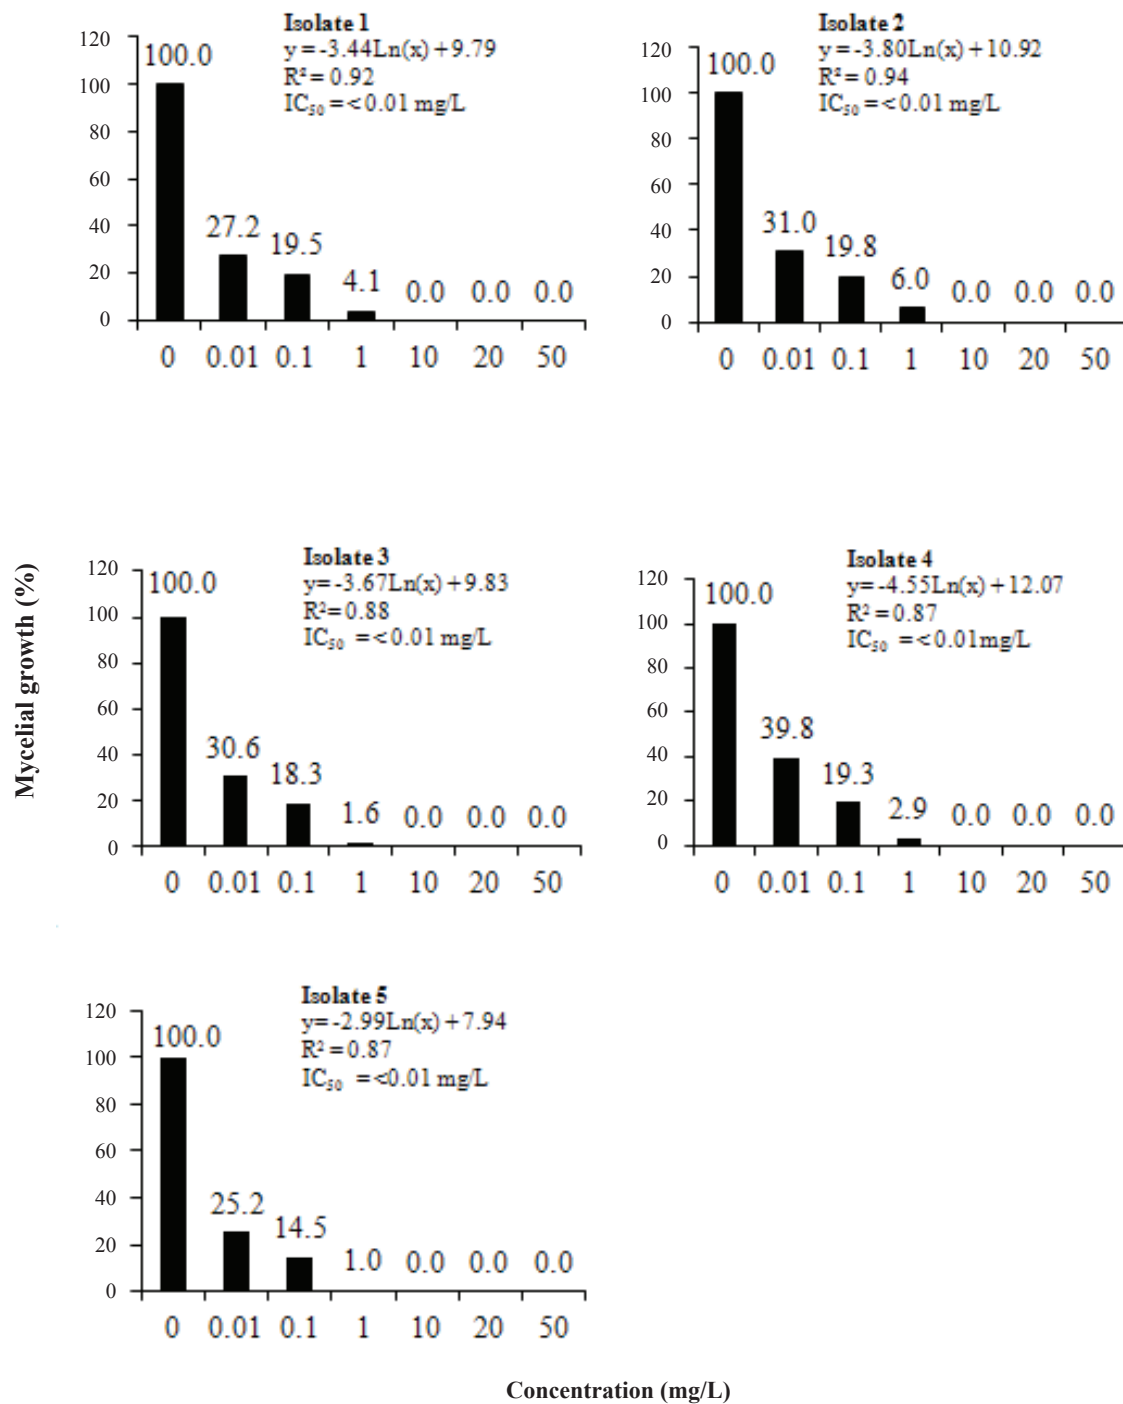 Isolate 1
y = -3.44Ln(x) + 9.79
R² = 0.92
IC₅₀ = < 0.01 mg/L
120
100
80
60
40
20
0
100.0
27.2
19.5
4.1
0.0 0.0 0.0
0 0.01 0.1 1 10 20 50
Isolate 2
y = -3.80Ln(x) + 10.92
R² = 0.94
IC₅₀ = < 0.01 mg/L
120
100
80
60
40
20
0
100.0
31.0
19.8
6.0
0.0 0.0 0.0
0 0.01 0.1 1 10 20 50
Mycelial growth (%)
Isolate 3
y= -3.67Ln(x) + 9.83
R²= 0.88
IC₅₀ = < 0.01 mg/L
120
100
80
60
40
20
0
100.0
30.6
18.3
1.6 0.0 0.0 0.0
0 0.01 0.1 1 10 20 50
Isolate 4
y= -4.55Ln(x) + 12.07
R² = 0.87
IC₅₀ = < 0.01mg/L
120
100
80
60
40
20
0
100.0
39.8
19.3
2.9 0.0 0.0 0.0
0 0.01 0.1 1 10 20 50
Isolate 5
y= -2.99Ln(x) + 7.94
R² = 0.87
IC₅₀ = <0.01 mg/L
120
100
80
60
40
20
0
100.0
25.2
14.5
1.0 0.0 0.0 0.0
0 0.01 0.1 1 10 20 50
Concentration (mg/L)